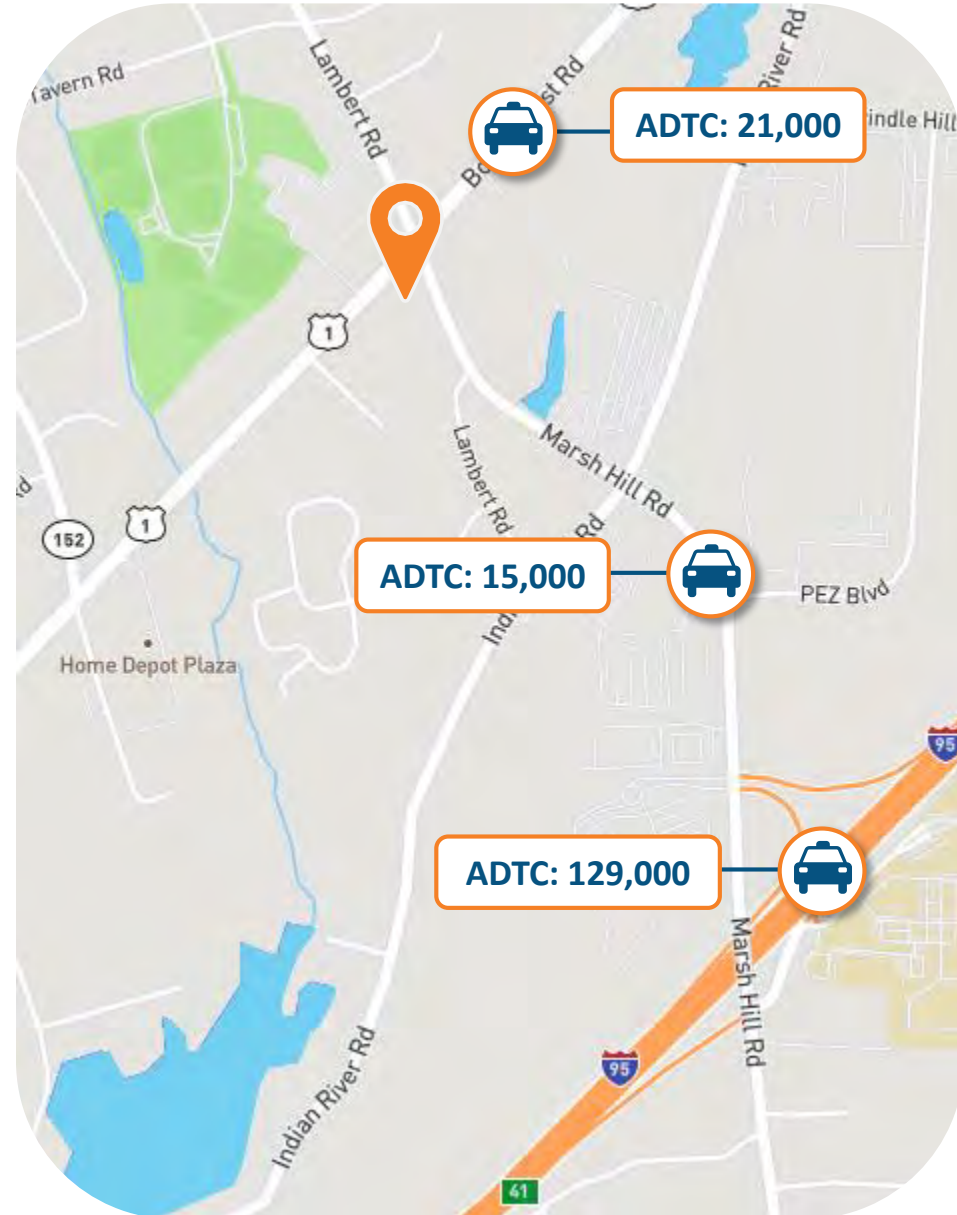 Tavern Rd
Lambert Rd
River Rd
ADTC: 21,000
1
Marsh Hill Rd
Lambert Rd
Rd
152
1
ADTC: 15,000
PEZ Blvd
Home Depot Plaza
95
ADTC: 129,000
Marsh Hill Rd
95
Indian River Rd
41